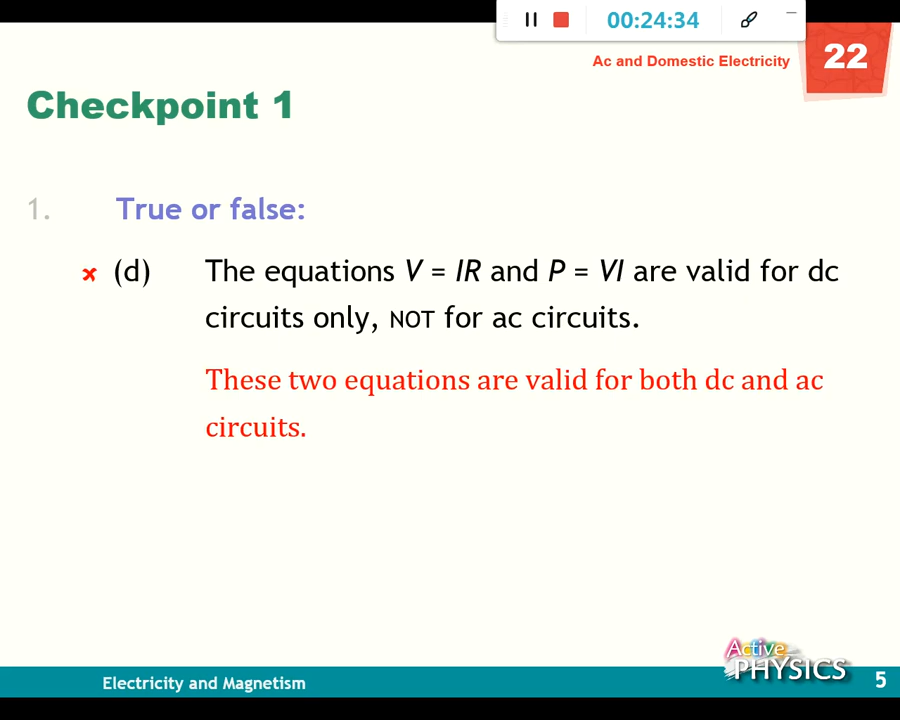 00:24:34
Ac and Domestic Electricity
22
Checkpoint 1
1. True or false:
× (d) The equations V = IR and P = VI are valid for dc
circuits only, NOT for ac circuits.
These two equations are valid for both dc and ac
circuits.
Active
PHYSICS
Electricity and Magnetism
5